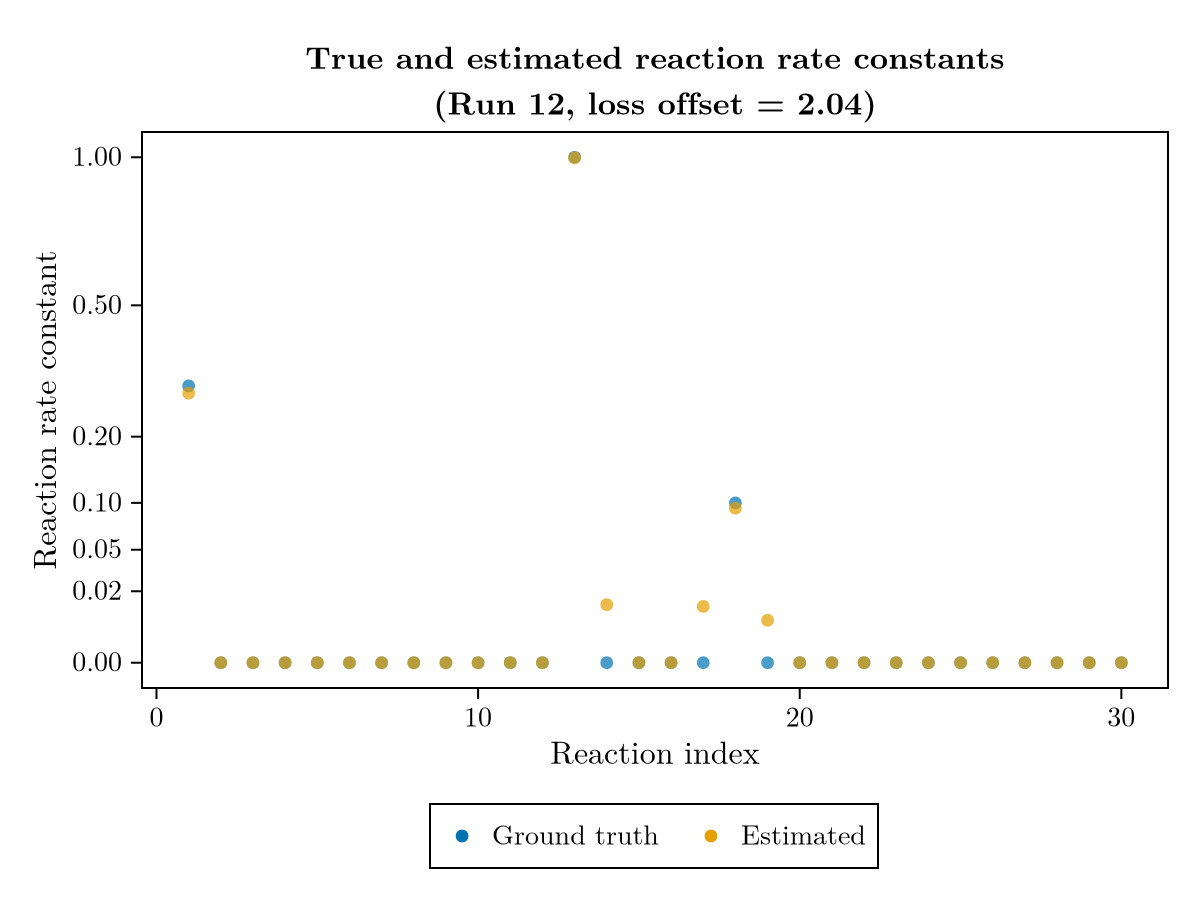 True and estimated reaction rate constants
(Run 12, loss offset = 2.04)
Reaction rate constant
1.00
0.50
0.20
0.10
0.05
0.02
0.00
0 10 20 30
Reaction index
Ground truth Estimated